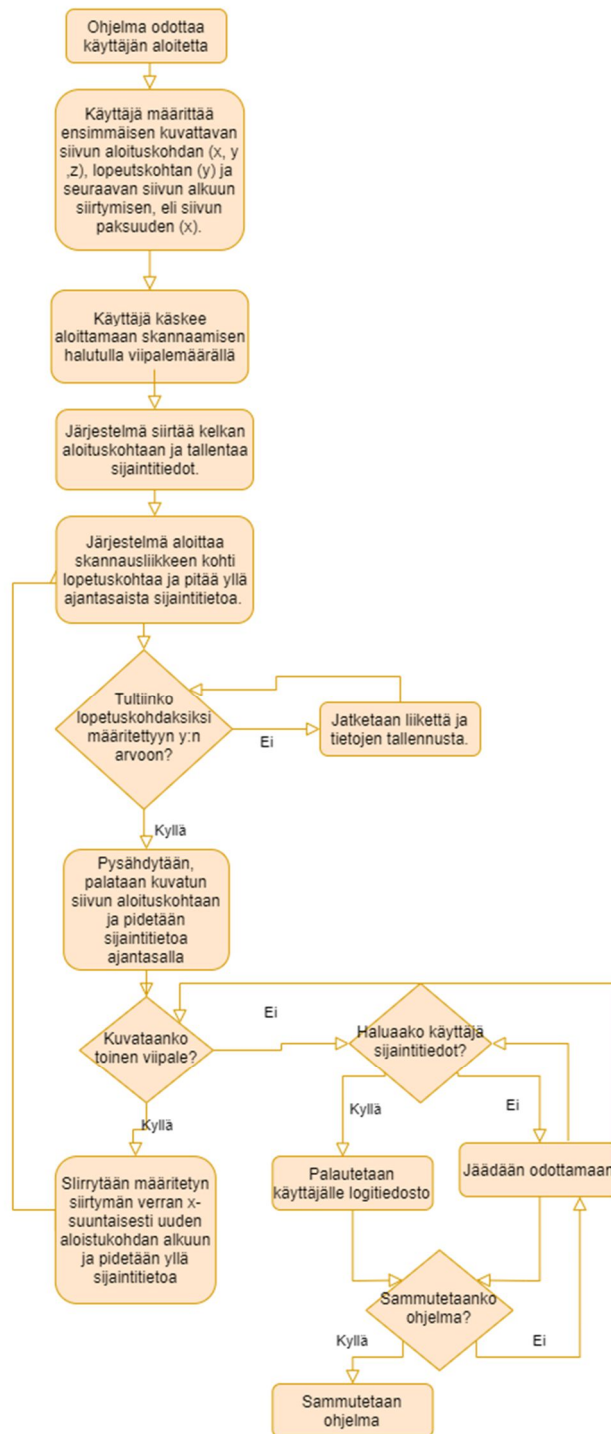 Ohjelma odottaa
käyttäjän aloitetta
Käyttäjä määrittää
ensimmäisen kuvattavan
siivun aloituskohdan (x, y
,z), lopeutskohtan (y) ja
seuraavan siivun alkuun
siirtymisen, eli siivun
paksuuden (x).
Käyttäjä käskee
aloittamaan skannaamisen
halutulla viipalemäärällä
Järjestelmä siirtää kelkan
aloituskohtaan ja tallentaa
sijaintitiedot.
Järjestelmä aloittaa
skannausliikkeen kohti
lopetuskohtaa ja pitää yllä
ajantasaista sijaintitietoa.
Tultiinko
lopetuskohdaksiksi
määritettyyn y:n
arvoon?
Ei
Jatketaan liikettä ja
tietojen tallennusta.
Kyllä
Pysähdytään,
palataan kuvatun
siivun aloituskohtaan
ja pidetään
sijaintitietoa
ajantasalla
Kuvataanko
toinen viipale?
Ei
Haluaako käyttäjä
sijaintitiedot?
Kyllä
Slirrytään määritetyn
siirtymän verran x-
suuntaisesti uuden
aloistukohdan alkuun
ja pidetään yllä
sijaintitietoa
Kyllä
Ei
Palautetaan
käyttäjälle logitiedosto
Jäädään odottamaan
Sammutetaanko
ohjelma?
Kyllä
Ei
Sammutetaan
ohjelma